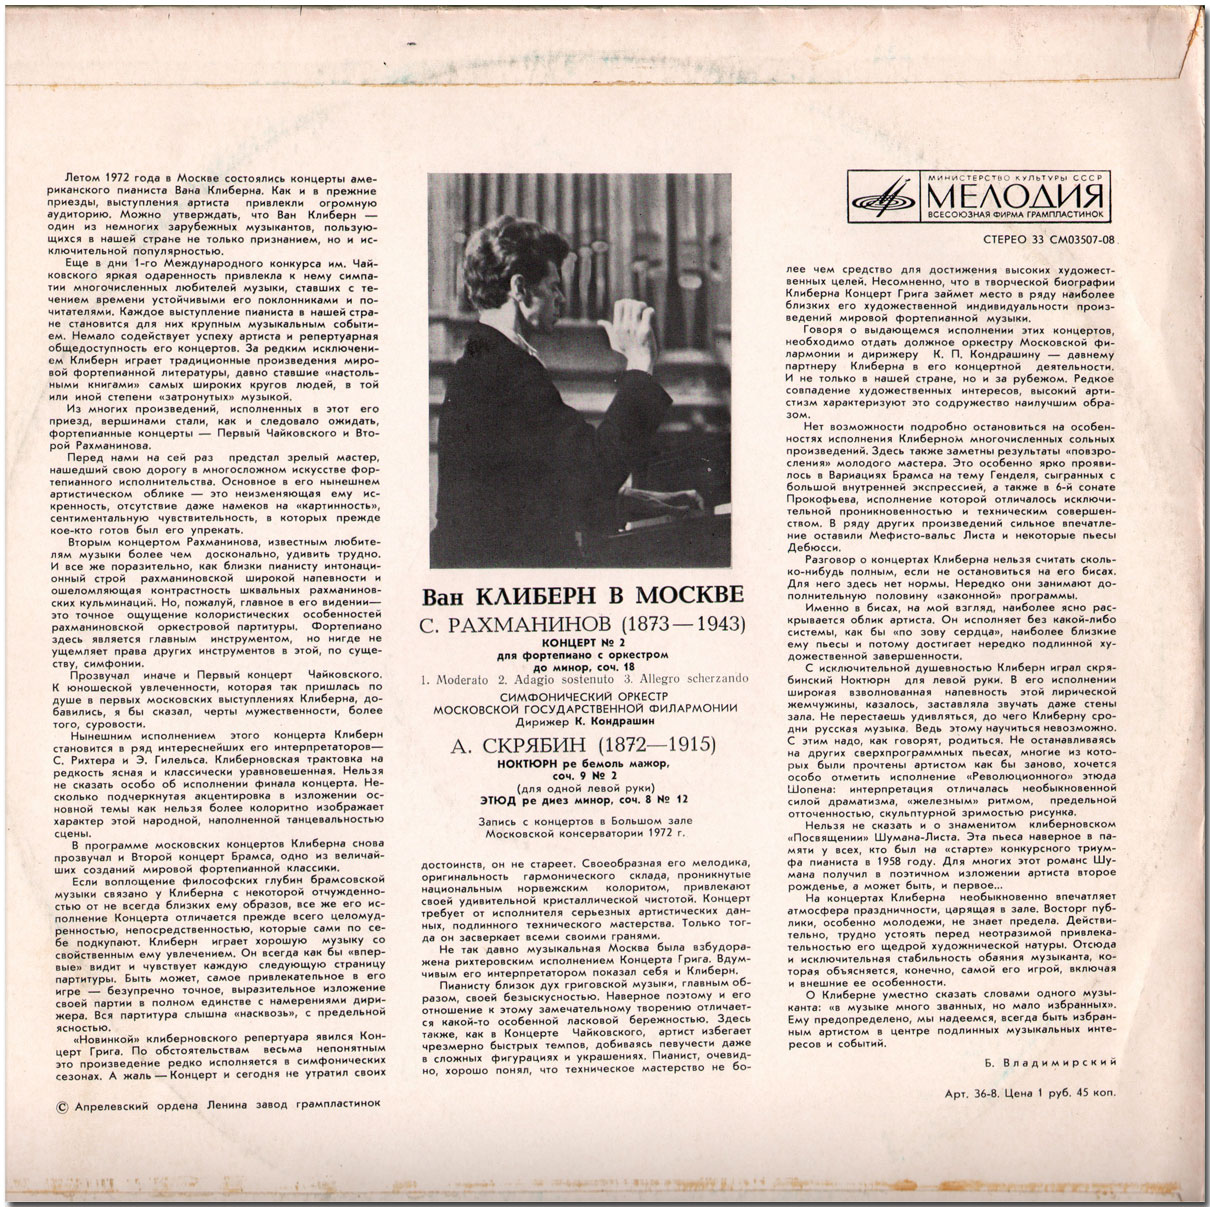 Летом 1972 года в Москве состоялись концерты аме-
риканского пианиста Вана Клиберна. Как и в прежние
приезды, выступления артиста привлекли огромную
аудиторию. Можно утверждать, что Ван Клиберн —
один из немногих зарубежных музыкантов, пользую-
щихся в нашей стране не только признанием, но и ис-
ключительной популярностью.
Еще в дни 1-го Международного конкурса им. Чай-
ковского яркая одаренность привлекла к нему симпа-
тии многочисленных любителей музыки, ставших с те-
чением времени устойчивыми его поклонниками и по-
читателями. Каждое выступление пианиста в нашей стра-
не становится для них крупным музыкальным событи-
ем. Немало содействует успеху артиста и репертуарная
общедоступность его концертов. За редким исключени-
ем Клиберн играет традиционные произведения миро-
вой фортепианной литературы, давно ставшие «настоль-
ными книгами» самых широких кругов людей, в той
или иной степени «затронутых» музыкой.
Из многих произведений, исполненных в этот его
приезд, вершинами стали, как и следовало ожидать,
фортепианные концерты — Первый Чайковского и Вто-
рой Рахманинова.
Перед нами на сей раз предстал зрелый мастер,
нашедший свою дорогу в многосложном искусстве фор-
тепианного исполнительства. Основное в его нынешнем
артистическом облике — это неизменяющая ему ис-
кренность, отсутствие даже намеков на «картинность»,
сентиментальную чувствительность, в которых прежде
кое-кто готов был его упрекать.
Вторым концертом Рахманинова, известным любите-
лям музыки более чем досконально, удивить трудно.
И все же поразительно, как близки пианисту интонаци-
онный строй рахманиновской широкой напевности и
ошеломляющая контрастность шквальных рахманинов-
ских кульминаций. Но, пожалуй, главное в его видении—
это точное ощущение колористических особенностей
рахманиновской оркестровой партитуры. Фортепиано
здесь является главным инструментом, но нигде не
ущемляет права других инструментов в этой, по суще-
ству, симфонии.
Прозвучал иначе и Первый концерт Чайковского.
К юношеской увлеченности, которая так пришлась по
душе в первых московских выступлениях Клиберна, до-
бавились, я бы сказал, черты мужественности, более
того, суровости.
Нынешним исполнением этого концерта Клиберн
становится в ряд интереснейших его интерпретаторов—
С. Рихтера и Э. Гилельса. Клиберновская трактовка на
редкость ясная и классически уравновешенная. Нельзя
не сказать особо об исполнении финала концерта. Не-
сколько подчеркнутая акцентировка в изложении ос-
новной темы как нельзя более колоритно изображает
характер этой народной, наполненной танцевальностью
сцены.
В программе московских концертов Клиберна снова
прозвучал и Второй концерт Брамса, одно из величай-
ших созданий мировой фортепианной классики.
Если воплощение философских глубин брамсовской
музыки связано у Клиберна с некоторой отчужденно-
стью от не всегда близких ему образов, все же его ис-
полнение Концерта отличается прежде всего целомуд-
ренностью, непосредственностью, которые сами по се-
бе подкупают. Клиберн играет хорошую музыку со
свойственным ему увлечением. Он всегда как бы «впер-
вые» видит и чувствует каждую следующую страницу
партитуры. Быть может, самое привлекательное в его
игре — безупречно точное, выразительное изложение
своей партии в полном единстве с намерениями дири-
жера. Вся партитура слышна «насквозь», с предельной
ясностью.
«Новинкой» клиберновского репертуара явился Кон-
церт Грига. По обстоятельствам весьма непонятным
это произведение редко исполняется в симфонических
сезонах. А жаль — Концерт и сегодня не утратил своих
© Апрелевский ордена Ленина завод грампластинок
Ван КЛИБЕРН В МОСКВЕ
С. РАХМАНИНОВ (1873—1943)
КОНЦЕРТ № 2
для фортепиано с оркестром
до минор, соч. 18
1. Moderato 2. Adagio sostenuto 3. Allegro scherzando
СИМФОНИЧЕСКИЙ ОРКЕСТР
МОСКОВСКОЙ ГОСУДАРСТВЕННОЙ ФИЛАРМОНИИ
Дирижер К. Кондрашин
А. СКРЯБИН (1872—1915)
НОКТЮРН ре бемоль мажор,
соч. 9 № 2
(для одной левой руки)
ЭТЮД ре диез минор, соч. 8 № 12
Запись с концертов в Большом зале
Московской консерватории 1972 г.
достоинств, он не стареет. Своеобразная его мелодика,
оригинальность гармонического склада, проникнутые
национальным норвежским колоритом, привлекают
своей удивительной кристаллической чистотой. Концерт
требует от исполнителя серьезных артистических дан-
ных, подлинного технического мастерства. Только тог-
да он засверкает всеми своими гранями.
Не так давно музыкальная Москва была взбудора-
жена рихтеровским исполнением Концерта Грига. Вдум-
чивым его интерпретатором показал себя и Клиберн.
Пианисту близок дух григовской музыки, главным об-
разом, своей безыскусностью. Наверное поэтому и его
отношение к этому замечательному творению отличает-
ся какой-то особенной ласковой бережностью. Здесь
также, как в Концерте Чайковского, артист избегает
чрезмерно быстрых темпов, добиваясь певучести даже
в сложных фигурациях и украшениях. Пианист, очевид-
но, хорошо понял, что техническое мастерство не бо-
МИНИСТЕРСТВО КУЛЬТУРЫ СССР
МЕЛОДИЯ
ВСЕСОЮЗНАЯ ФИРМА ГРАМПЛАСТИНОК
СТЕРЕО 33 СМ03507-08
лее чем средство для достижения высоких художест-
венных целей. Несомненно, что в творческой биографии
Клиберна Концерт Грига займет место в ряду наиболее
близких его художественной индивидуальности произ-
ведений мировой фортепианной музыки.
Говоря о выдающемся исполнении этих концертов,
необходимо отдать должное оркестру Московской фи-
лармонии и дирижеру К. П. Кондрашину — давнему
партнеру Клиберна в его концертной деятельности.
И не только в нашей стране, но и за рубежом. Редкое
совпадение художественных интересов, высокий арти-
стизм характеризуют это содружество наилучшим обра-
зом.
Нет возможности подробно остановиться на особен-
ностях исполнения Клиберном многочисленных сольных
произведений. Здесь также заметны результаты «повзро-
сления» молодого мастера. Это особенно ярко прояви-
лось в Вариациях Брамса на тему Генделя, сыгранных с
большой внутренней экспрессией, а также в 6-й сонате
Прокофьева, исполнение которой отличалось исключи-
тельной проникновенностью и техническим совершен-
ством. В ряду других произведений сильное впечатле-
ние оставили Мефисто-вальс Листа и некоторые пьесы
Дебюсси.
Разговор о концертах Клиберна нельзя считать сколь-
ко-нибудь полным, если не остановиться на его бисах.
Для него здесь нет нормы. Нередко они занимают до-
полнительную половину «законной» программы.
Именно в бисах, на мой взгляд, наиболее ясно рас-
крывается облик артиста. Он исполняет без какой-либо
системы, как бы «по зову сердца», наиболее близкие
ему пьесы и потому достигает нередко подлинной ху-
дожественной завершенности.
С исключительной душевностью Клиберн играл скря-
бинский Ноктюрн для левой руки. В его исполнении
широкая взволнованная напевность этой лирической
жемчужины, казалось, заставляла звучать даже стены
зала. Не перестаешь удивляться, до чего Клиберну сро-
дни русская музыка. Ведь этому научиться невозможно.
С этим надо, как говорят, родиться. Не останавливаясь
на других сверхпрограммных пьесах, многие из кото-
рых были прочтены артистом как бы заново, хочется
особо отметить исполнение «Революционного» этюда
Шопена: интерпретация отличалась необыкновенной
силой драматизма, «железным» ритмом, предельной
отточенностью, скульптурной зримостью рисунка.
Нельзя не сказать и о знаменитом клиберновском
«Посвящении» Шумана-Листа. Эта пьеса наверное в па-
мяти у всех, кто был на «старте» конкурсного триум-
фа пианиста в 1958 году. Для многих этот романс Шу-
мана получил в поэтичном изложении артиста второе
рожденье, а может быть, и первое...
На концертах Клиберна необыкновенно впечатляет
атмосфера праздничности, царящая в зале. Восторг пуб-
лики, особенно молодежи, не знает предела. Действи-
тельно, трудно устоять перед неотразимой привлека-
тельностью его щедрой художнической натуры. Отсюда
и исключительная стабильность обаяния музыканта, ко-
торая объясняется, конечно, самой его игрой, включая
и внешние ее особенности.
О Клиберне уместно сказать словами одного музы-
канта: «в музыке много званных, но мало избранных».
Ему предопределено, мы надеемся, всегда быть избран-
ным артистом в центре подлинных музыкальных инте-
ресов и событий.
Б. Владимирский
Арт. 36-8. Цена 1 руб. 45 коп.